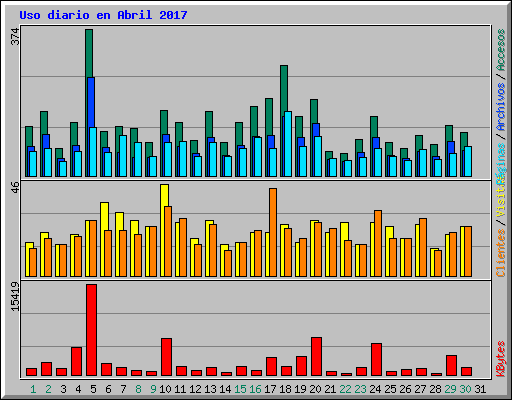 Uso diario en Abril 2017
374
46
15419
Clientes / Visitas
Páginas / Archivos / Accesos
KBytes
1 2 3 4 5 6 7 8 9 10 11 12 13 14 15 16 17 18 19 20 21 22 23 24 25 26 27 28 29 30 31